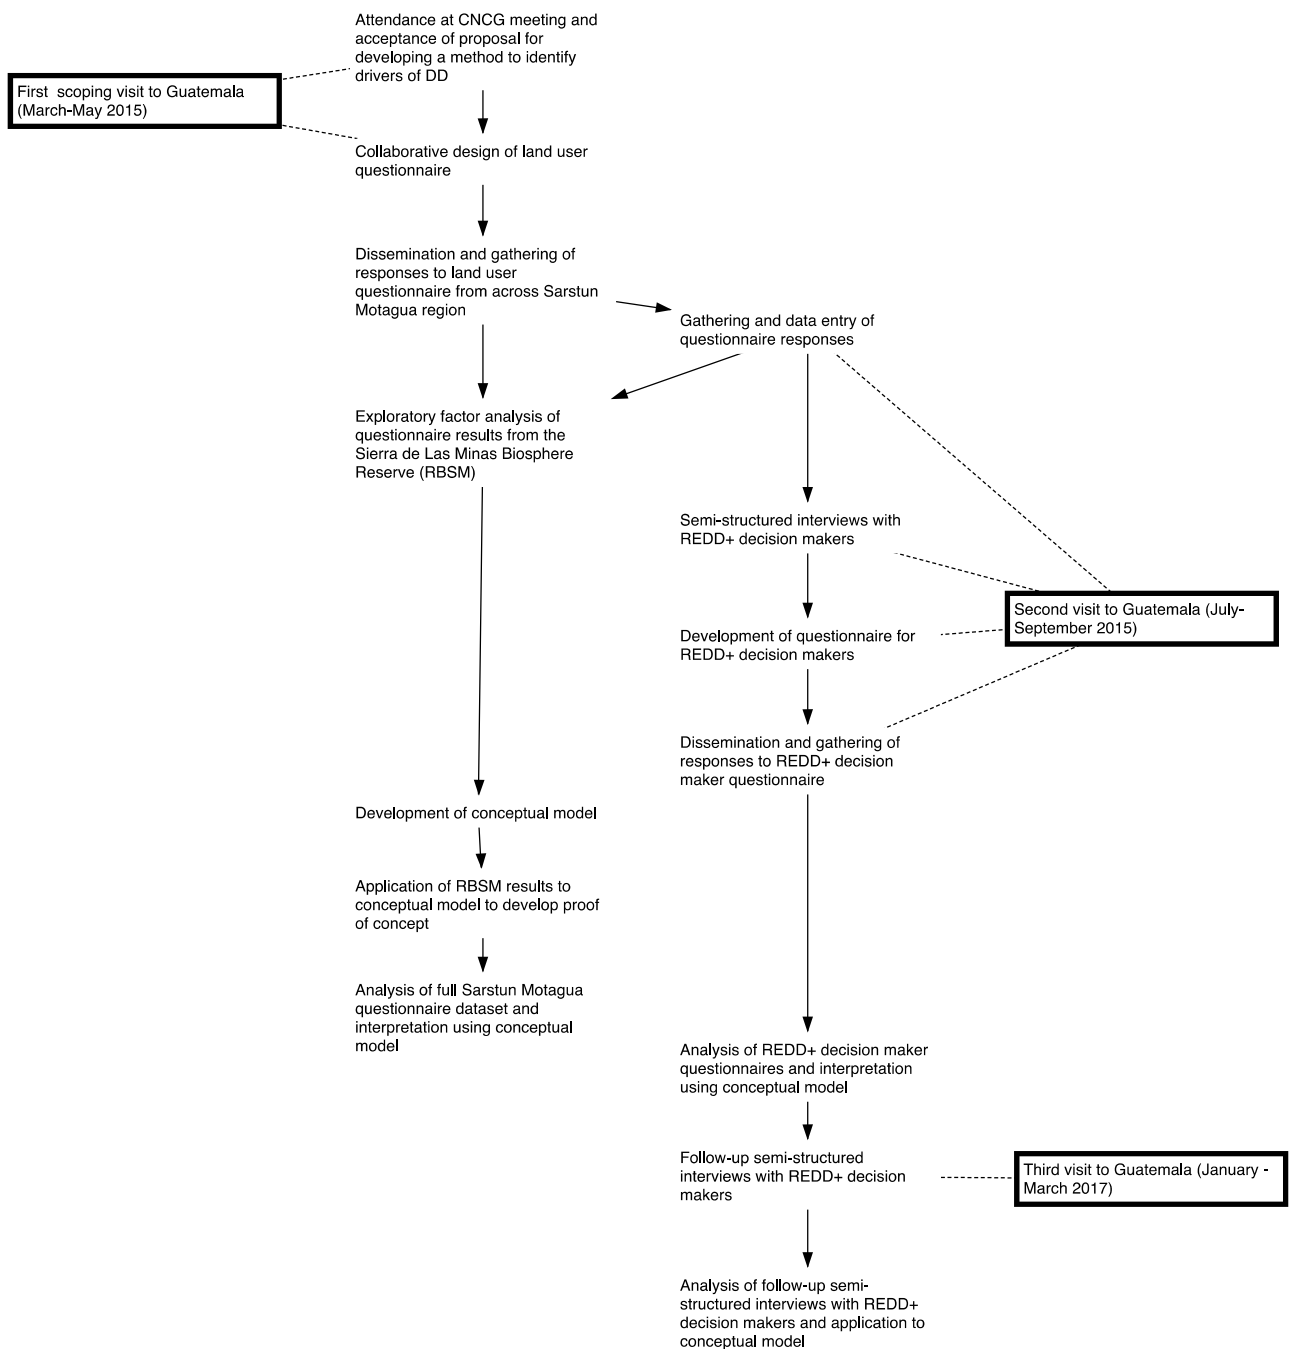 Attendance at CNCG meeting and
acceptance of proposal for
developing a method to identify
drivers of DD
First scoping visit to Guatemala
(March-May 2015)
Collaborative design of land user
questionnaire
Dissemination and gathering of
responses to land user
questionnaire from across Sarstun
Motagua region
Gathering and data entry of
questionnaire responses
Exploratory factor analysis of
questionnaire results from the
Sierra de Las Minas Biosphere
Reserve (RBSM)
Semi-structured interviews with
REDD+ decision makers
Second visit to Guatemala (July-
September 2015)
Development of questionnaire for
REDD+ decision makers
Dissemination and gathering of
responses to REDD+ decision
maker questionnaire
Development of conceptual model
Application of RBSM results to
conceptual model to develop proof
of concept
Analysis of full Sarstun Motagua
questionnaire dataset and
interpretation using conceptual
model
Analysis of REDD+ decision maker
questionnaires and interpretation
using conceptual model
Follow-up semi-structured
interviews with REDD+ decision
makers
Third visit to Guatemala (January -
March 2017)
Analysis of follow-up semi-
structured interviews with REDD+
decision makers and application to
conceptual model